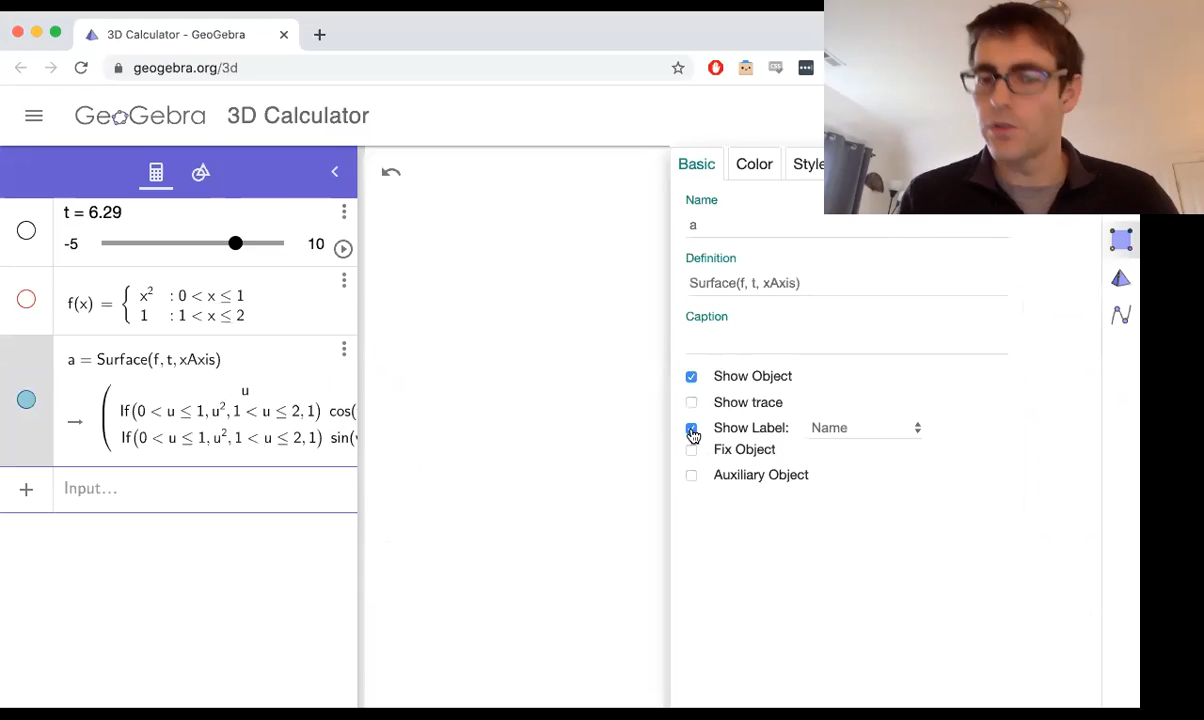 3D Calculator - GeoGebra
geogebra.org/3d
CSS
GeoGebra 3D Calculator
t = 6.29
-5 10
f(x) = { x² : 0 < x ≤ 1
1 : 1 < x ≤ 2
a = Surface(f, t, xAxis)
→ ( u
If(0 < u ≤ 1, u², 1 < u ≤ 2, 1) cos(
If(0 < u ≤ 1, u², 1 < u ≤ 2, 1) sin(
+ Input...
Basic Color Style
Name
a
Definition
Surface(f, t, xAxis)
Caption
Show Object
Show trace
Show Label: Name
Fix Object
Auxiliary Object